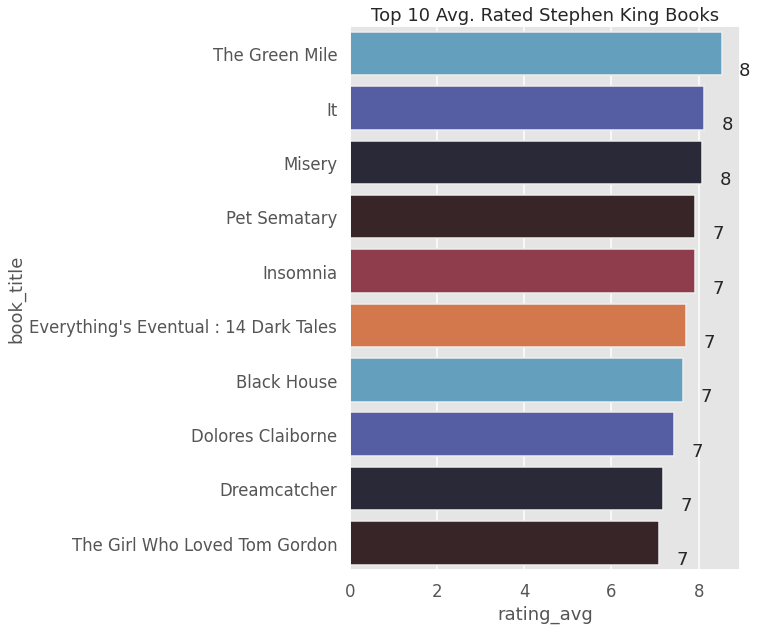 Top 10 Avg. Rated Stephen King Books
The Green Mile
8
It
8
Misery
8
Pet Sematary
7
Insomnia
7
Everything's Eventual : 14 Dark Tales
7
Black House
7
Dolores Claiborne
7
Dreamcatcher
7
The Girl Who Loved Tom Gordon
7
book_title
0 2 4 6 8
rating_avg